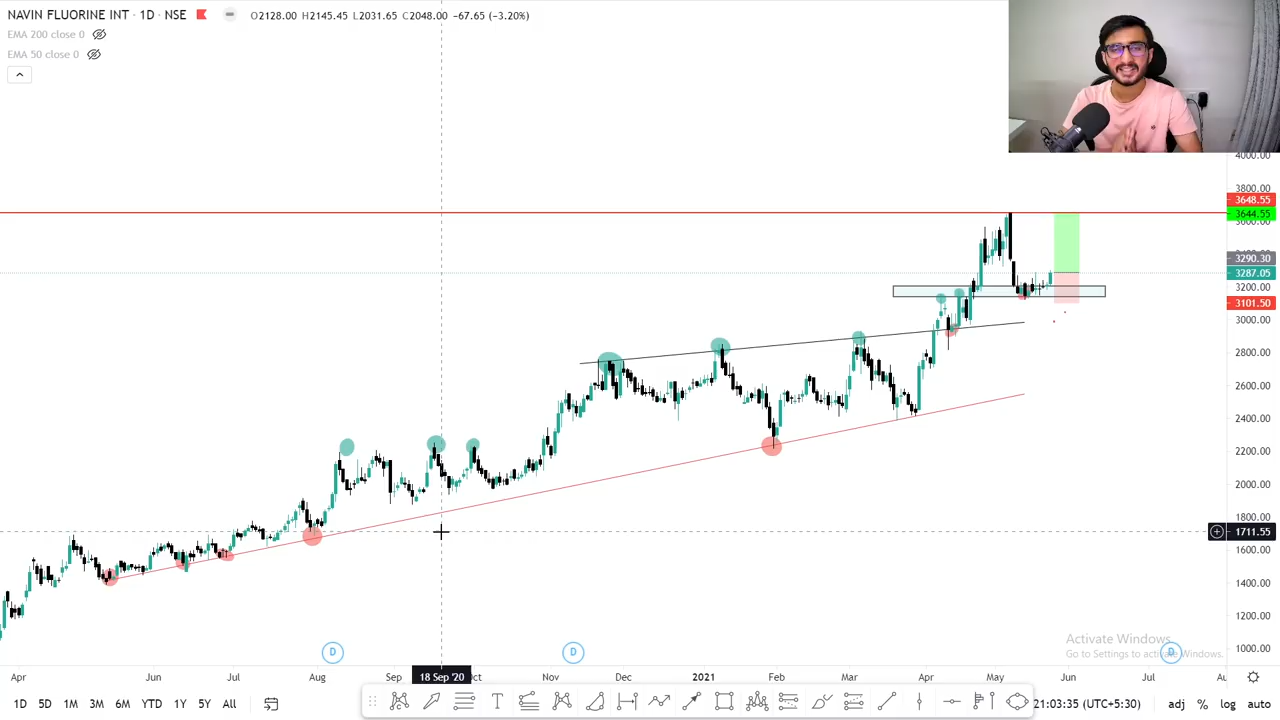 NAVIN FLUORINE INT · 1D · NSE O2128.00 H2145.45 L2031.65 C2048.00 -67.65 (-3.20%)
EMA 200 close 0
EMA 50 close 0
4000.00
3800.00
3648.55
3644.55
3290.30
3287.05
3200.00
3101.50
3000.00
2800.00
2600.00
2400.00
2200.00
2000.00
1800.00
1711.55
1600.00
1400.00
1200.00
1000.00
D D D
Activate Windows
Go to Settings to activate Windows.
Apr Jun Jul Aug Sep 18 Sep '20 Oct Nov Dec 2021 Feb Mar Apr May Jun Jul
1D 5D 1M 3M 6M YTD 1Y 5Y All T 21:03:35 (UTC+5:30) adj % log auto